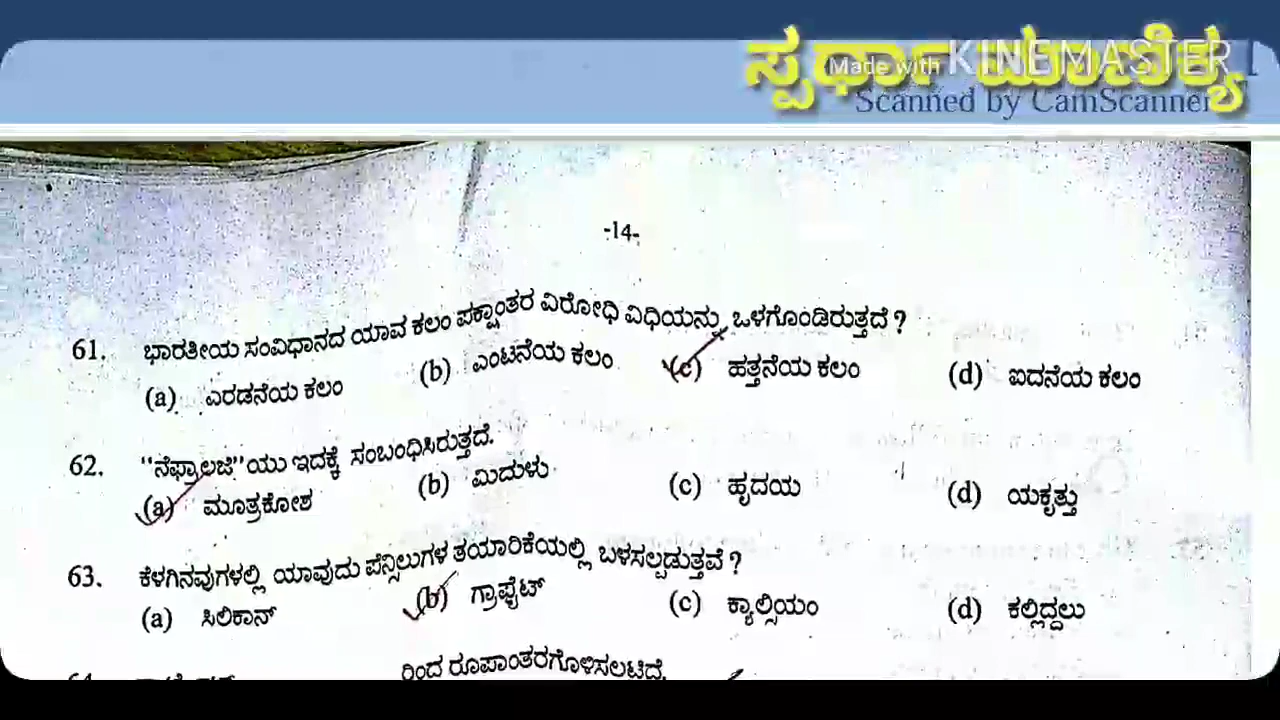 ಸ್ಪರ್ಧಾ ಮಾಣಿಕ್ಯ
Made with KINEMASTER
Scanned by CamScanner
-14-
61. ಭಾರತೀಯ ಸಂವಿಧಾನದ ಯಾವ ಕಲಂ ಪಕ್ಷಾಂತರ ವಿರೋಧಿ ವಿಧಿಯನ್ನು ಒಳಗೊಂಡಿರುತ್ತದೆ ?
(a) ಎರಡನೆಯ ಕಲಂ (b) ಎಂಟನೆಯ ಕಲಂ (c) ಹತ್ತನೆಯ ಕಲಂ (d) ಐದನೆಯ ಕಲಂ
62. "ನೆಫ್ರಾಲಜಿ"ಯು ಇದಕ್ಕೆ ಸಂಬಂಧಿಸಿರುತ್ತದೆ.
(a) ಮೂತ್ರಕೋಶ (b) ಮಿದುಳು (c) ಹೃದಯ (d) ಯಕೃತ್ತು
63. ಕೆಳಗಿನವುಗಳಲ್ಲಿ ಯಾವುದು ಪೆನ್ಸಿಲುಗಳ ತಯಾರಿಕೆಯಲ್ಲಿ ಬಳಸಲ್ಪಡುತ್ತವೆ ?
(a) ಸಿಲಿಕಾನ್ (b) ಗ್ರಾಫೈಟ್ (c) ಕ್ಯಾಲ್ಸಿಯಂ (d) ಕಲ್ಲಿದ್ದಲು
ರಿಂದ ರೂಪಾಂತರಗೊಳಿಸಲಟಿದೆ